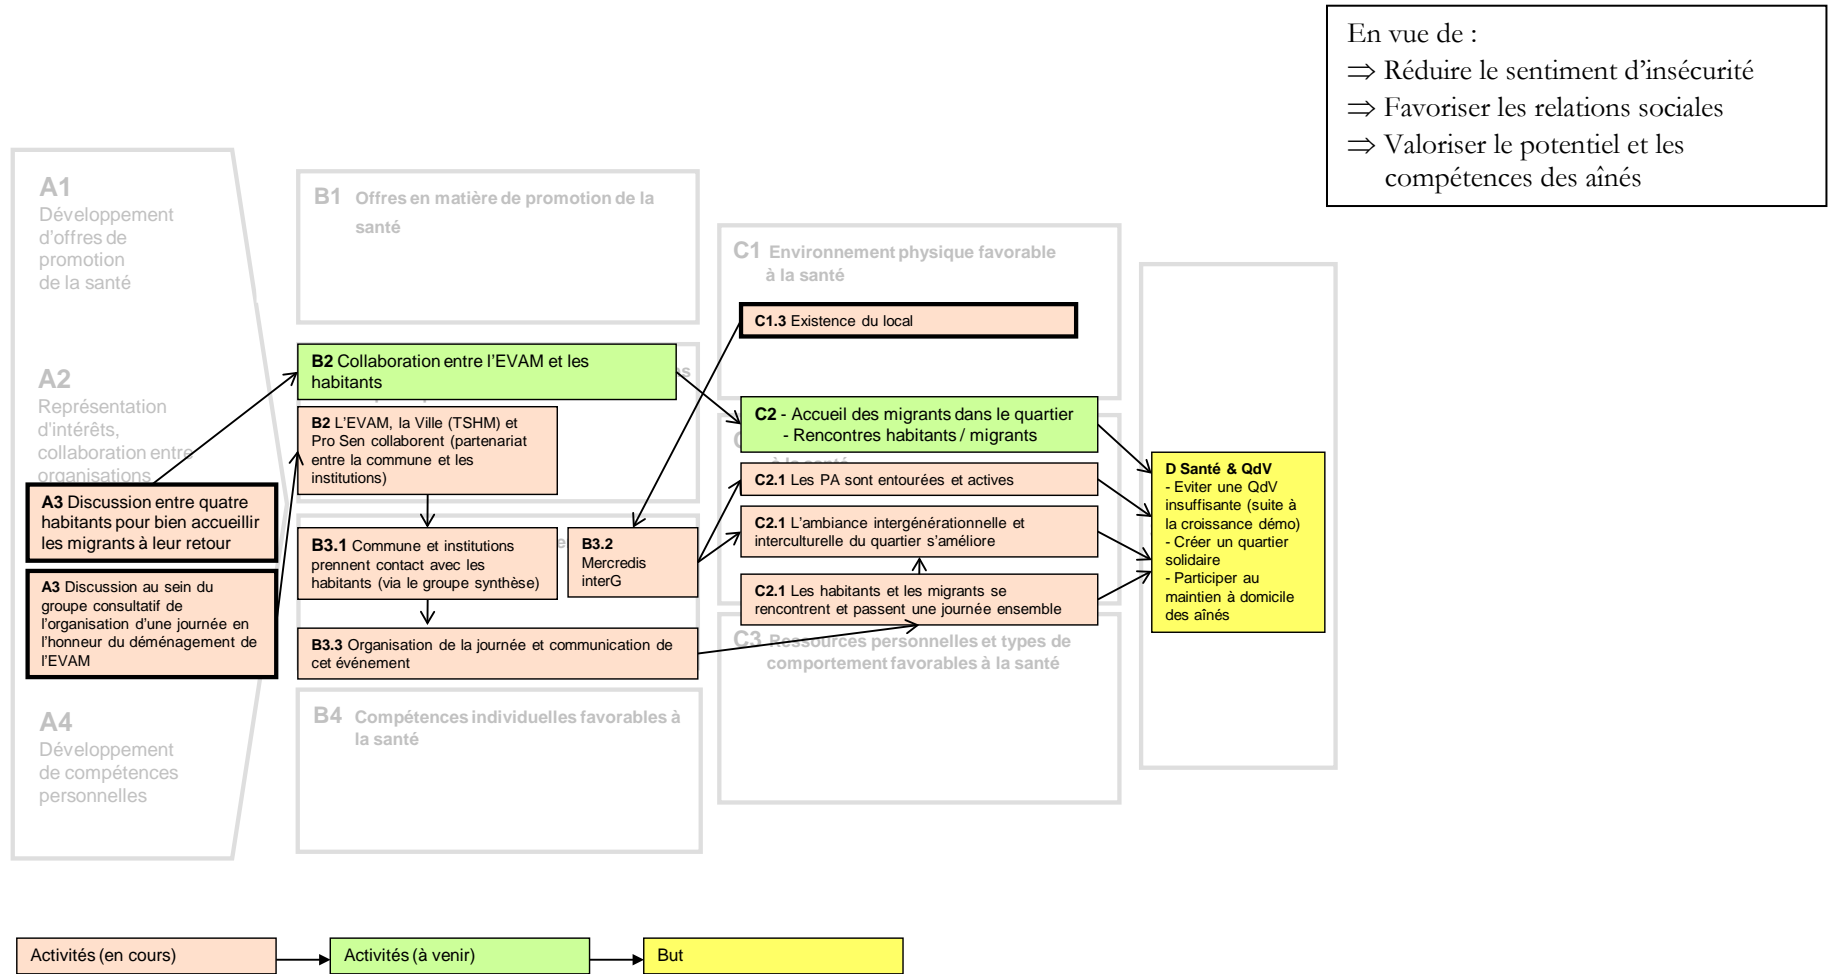 En vue de :
⇒ Réduire le sentiment d’insécurité
⇒ Favoriser les relations sociales
⇒ Valoriser le potentiel et les
compétences des aînés
A1
Développement
d'offres de
promotion
de la santé
A2
Représentation
d'intérêts,
collaboration entre
organisations
A3 Discussion entre quatre
habitants pour bien accueillir
les migrants à leur retour
A3 Discussion au sein du
groupe consultatif de
l’organisation d’une journée en
l’honneur du déménagement de
l’EVAM
A4
Développement
de compétences
personnelles
B1 Offres en matière de promotion de la
santé
B2 Collaboration entre l’EVAM et les
habitants
B2 L’EVAM, la Ville (TSHM) et
Pro Sen collaborent (partenariat
entre la commune et les
institutions)
B3.1 Commune et institutions
prennent contact avec les
habitants (via le groupe synthèse)
B3.2
Mercredis
interG
B3.3 Organisation de la journée et communication de
cet événement
B4 Compétences individuelles favorables à
la santé
C1 Environnement physique favorable
à la santé
C1.3 Existence du local
C2 - Accueil des migrants dans le quartier
- Rencontres habitants / migrants
à la santé
C2.1 Les PA sont entourées et actives
C2.1 L’ambiance intergénérationnelle et
interculturelle du quartier s’améliore
C2.1 Les habitants et les migrants se
rencontrent et passent une journée ensemble
C3 Ressources personnelles et types de
comportement favorables à la santé
D Santé & QdV
- Eviter une QdV
insuffisante (suite à
la croissance démo)
- Créer un quartier
solidaire
- Participer au
maintien à domicile
des aînés
Activités (en cours)
Activités (à venir)
But